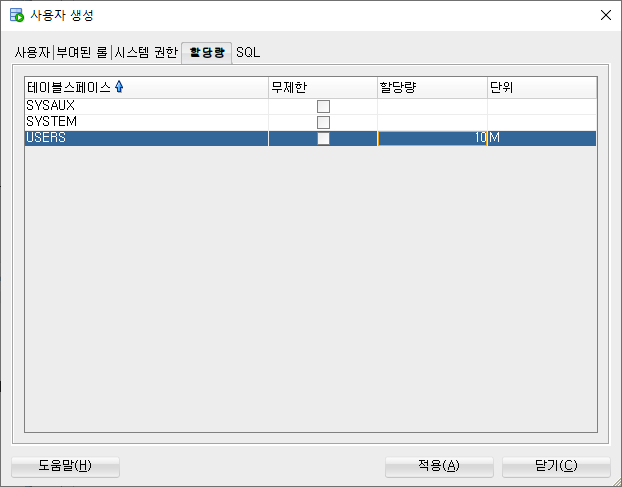 사용자 생성
사용자 부여된 롤 시스템 권한 할당량 SQL
테이블스페이스 무제한 할당량 단위
SYSAUX
SYSTEM
USERS 10 M
도움말(H) 적용(A) 닫기(C)